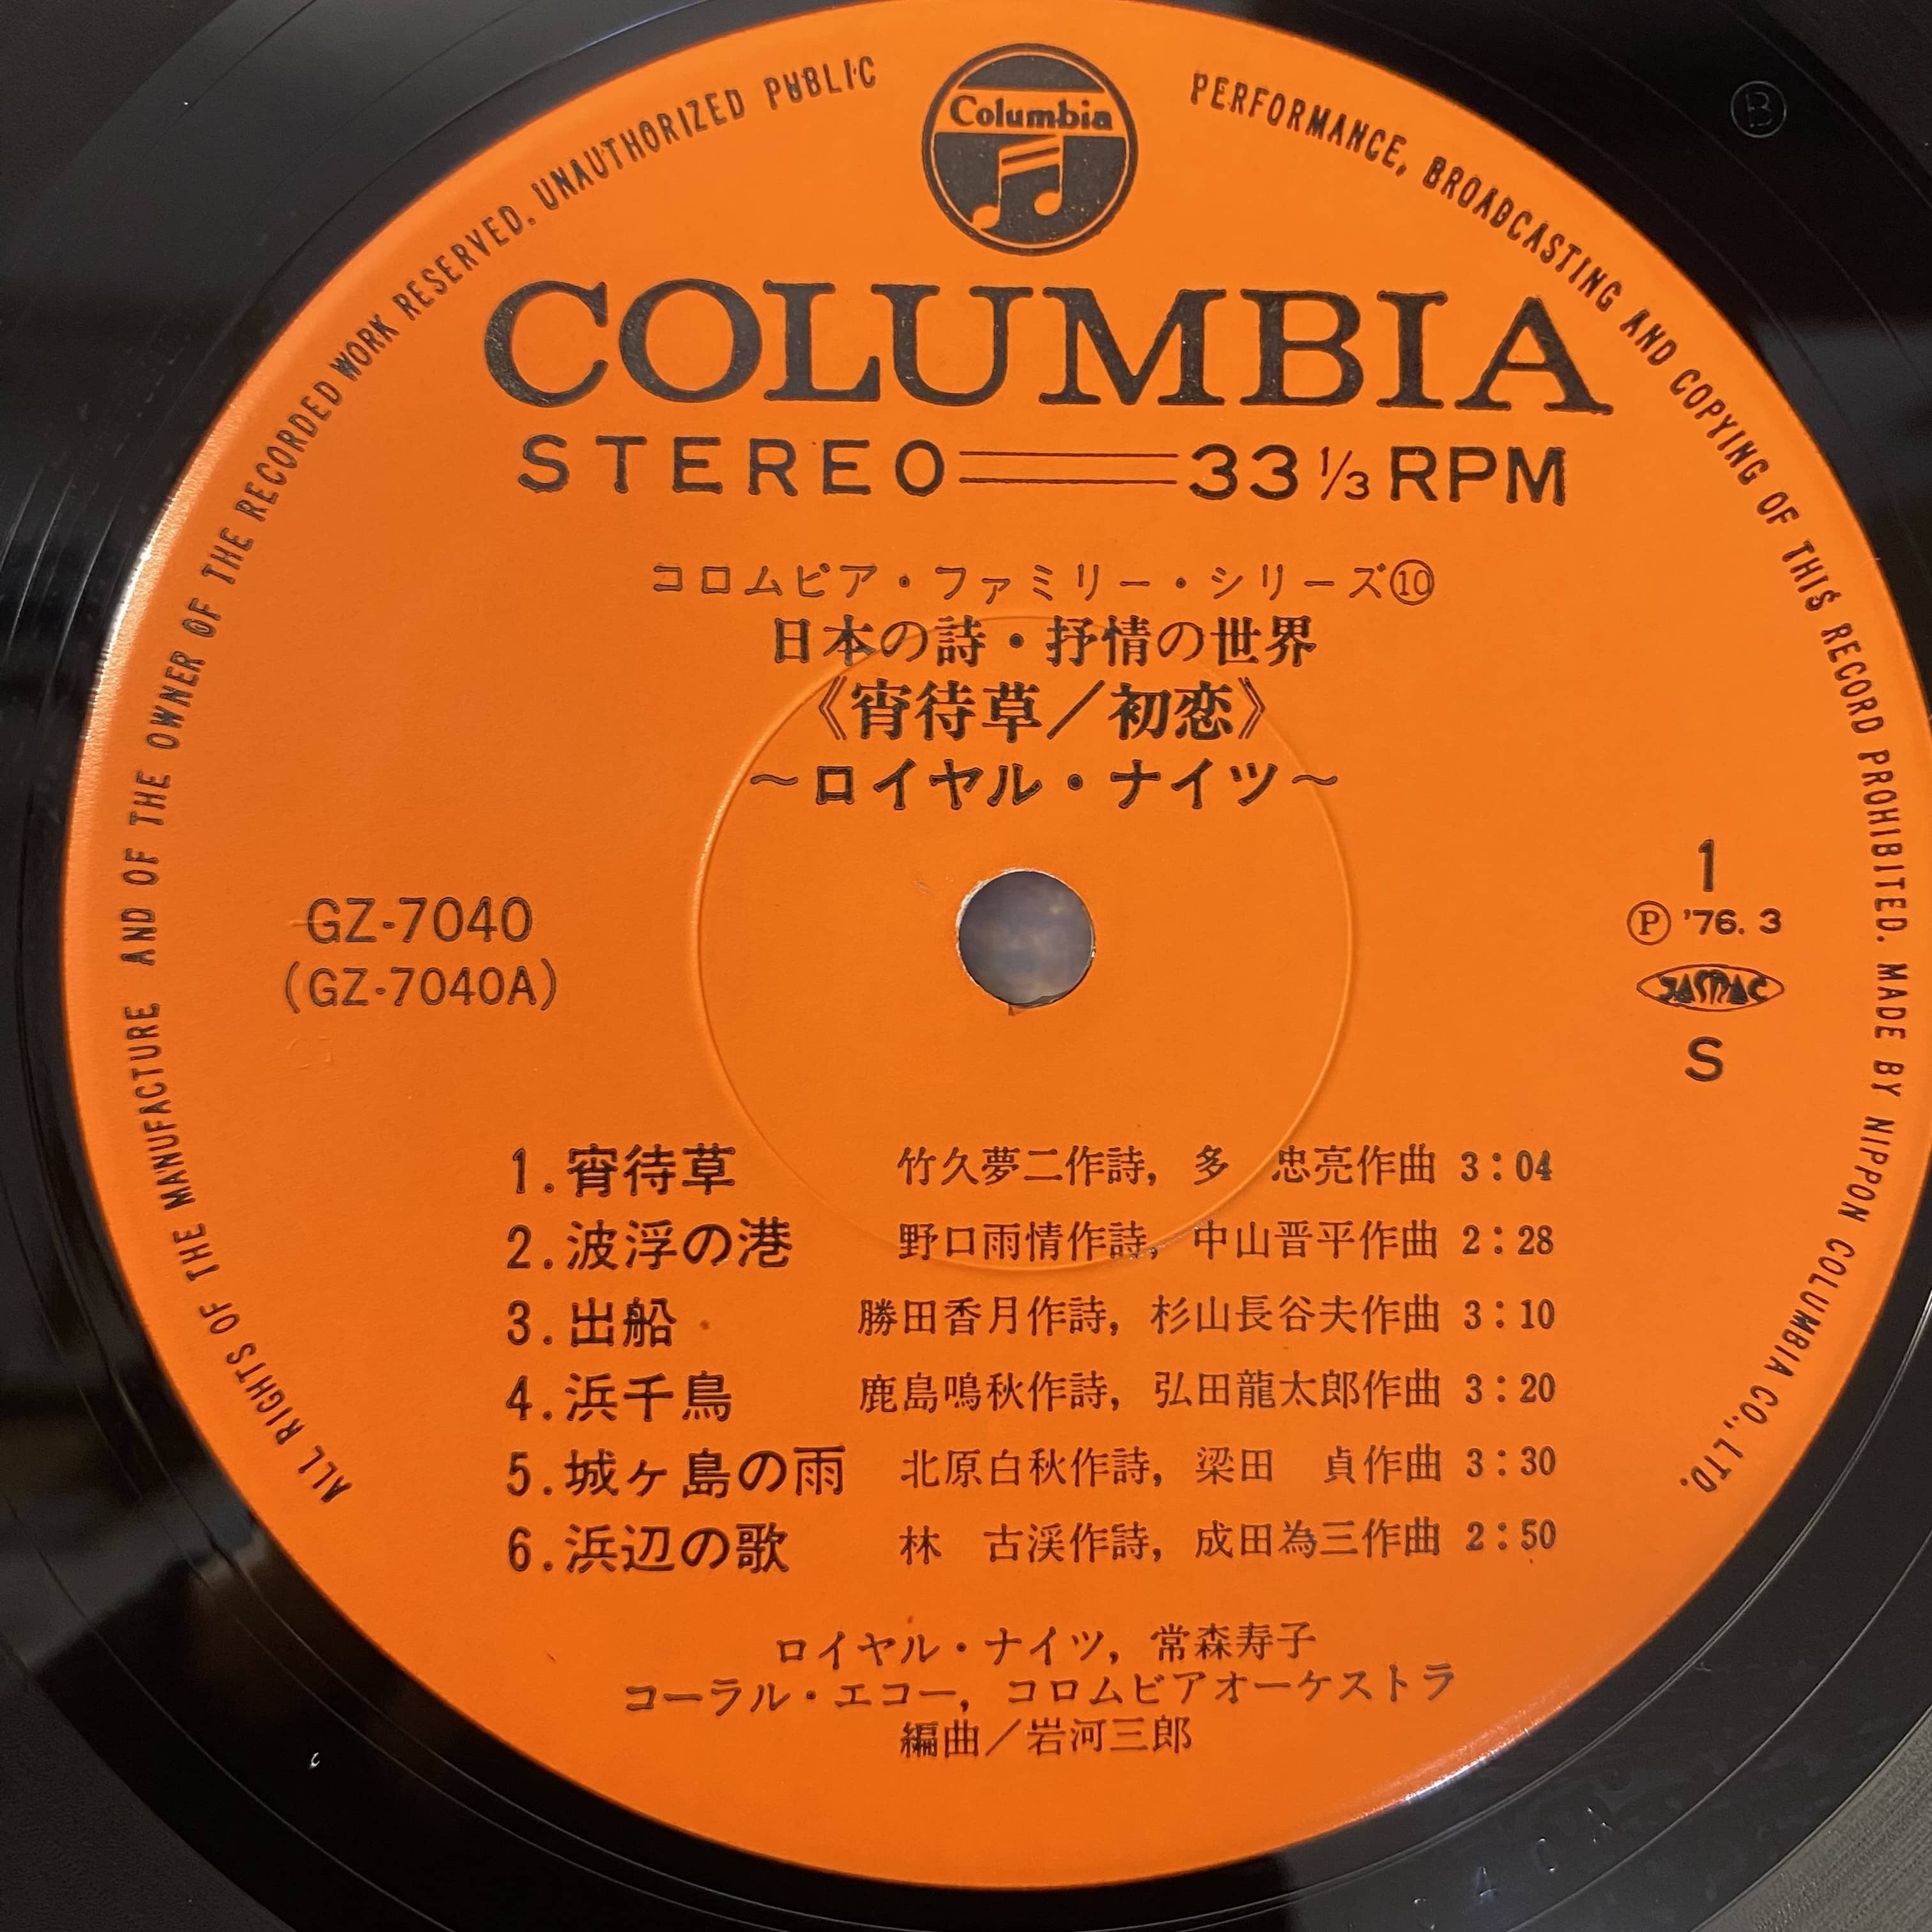 Columbia
COLUMBIA
STEREO 33 1/3 RPM
コロムビア・ファミリー・シリーズ⑩
日本の詩・抒情の世界
《宵待草／初恋》
～ロイヤル・ナイツ～
GZ-7040
(GZ-7040A)
1
Ⓟ '76. 3
JASRAC
S
1.宵待草 竹久夢二作詩, 多 忠亮作曲 3:04
2.波浮の港 野口雨情作詩, 中山晋平作曲 2:28
3.出船 勝田香月作詩, 杉山長谷夫作曲 3:10
4.浜千鳥 鹿島鳴秋作詩, 弘田龍太郎作曲 3:20
5.城ヶ島の雨 北原白秋作詩, 梁田 貞作曲 3:30
6.浜辺の歌 林 古渓作詩, 成田為三作曲 2:50
ロイヤル・ナイツ, 常森寿子
コーラル・エコー, コロムビアオーケストラ
編曲／岩河三郎
ALL RIGHTS OF THE MANUFACTURE AND OF THE OWNER OF THE RECORDED WORK RESERVED. UNAUTHORIZED PUBLIC PERFORMANCE, BROADCASTING AND COPYING OF THIS RECORD PROHIBITED. MADE BY NIPPON COLUMBIA CO., LTD.
Ⓑ